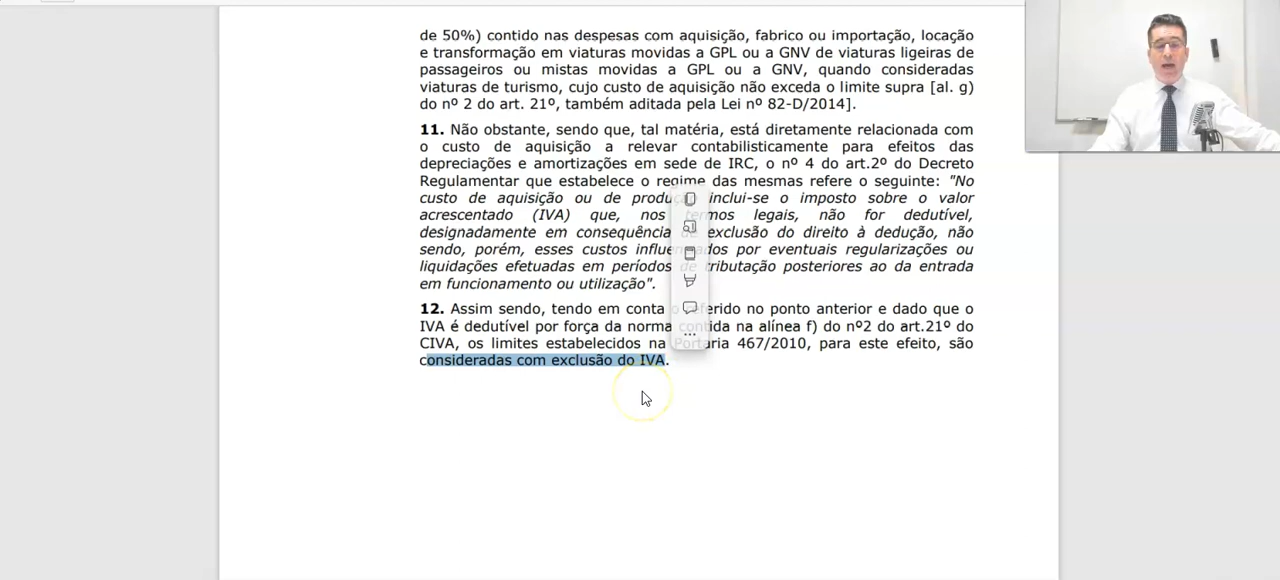 de 50%) contido nas despesas com aquisição, fabrico ou importação, locação
e transformação em viaturas movidas a GPL ou a GNV de viaturas ligeiras de
passageiros ou mistas movidas a GPL ou a GNV, quando consideradas
viaturas de turismo, cujo custo de aquisição não exceda o limite supra [al. g)
do nº 2 do art. 21º, também aditada pela Lei nº 82-D/2014].
11. Não obstante, sendo que, tal matéria, está diretamente relacionada com
o custo de aquisição a relevar contabilisticamente para efeitos das
depreciações e amortizações em sede de IRC, o nº 4 do art.2º do Decreto
Regulamentar que estabelece o regime das mesmas refere o seguinte: "No
custo de aquisição ou de produção inclui-se o imposto sobre o valor
acrescentado (IVA) que, nos termos legais, não for dedutível,
designadamente em consequência de exclusão do direito à dedução, não
sendo, porém, esses custos influenciados por eventuais regularizações ou
liquidações efetuadas em períodos de tributação posteriores ao da entrada
em funcionamento ou utilização".
12. Assim sendo, tendo em conta o referido no ponto anterior e dado que o
IVA é dedutível por força da norma contida na alínea f) do nº2 do art.21º do
CIVA, os limites estabelecidos na Portaria 467/2010, para este efeito, são
consideradas com exclusão do IVA.